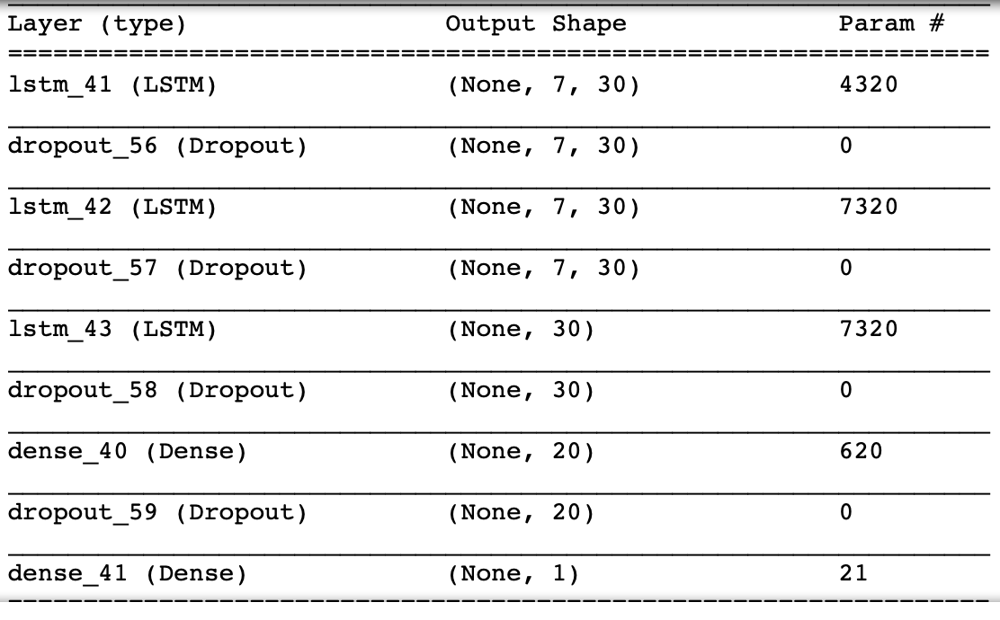 Layer (type) Output Shape Param #
=================================================================
lstm_41 (LSTM) (None, 7, 30) 4320
_________________________________________________________________
dropout_56 (Dropout) (None, 7, 30) 0
_________________________________________________________________
lstm_42 (LSTM) (None, 7, 30) 7320
_________________________________________________________________
dropout_57 (Dropout) (None, 7, 30) 0
_________________________________________________________________
lstm_43 (LSTM) (None, 30) 7320
_________________________________________________________________
dropout_58 (Dropout) (None, 30) 0
_________________________________________________________________
dense_40 (Dense) (None, 20) 620
_________________________________________________________________
dropout_59 (Dropout) (None, 20) 0
_________________________________________________________________
dense_41 (Dense) (None, 1) 21
=================================================================